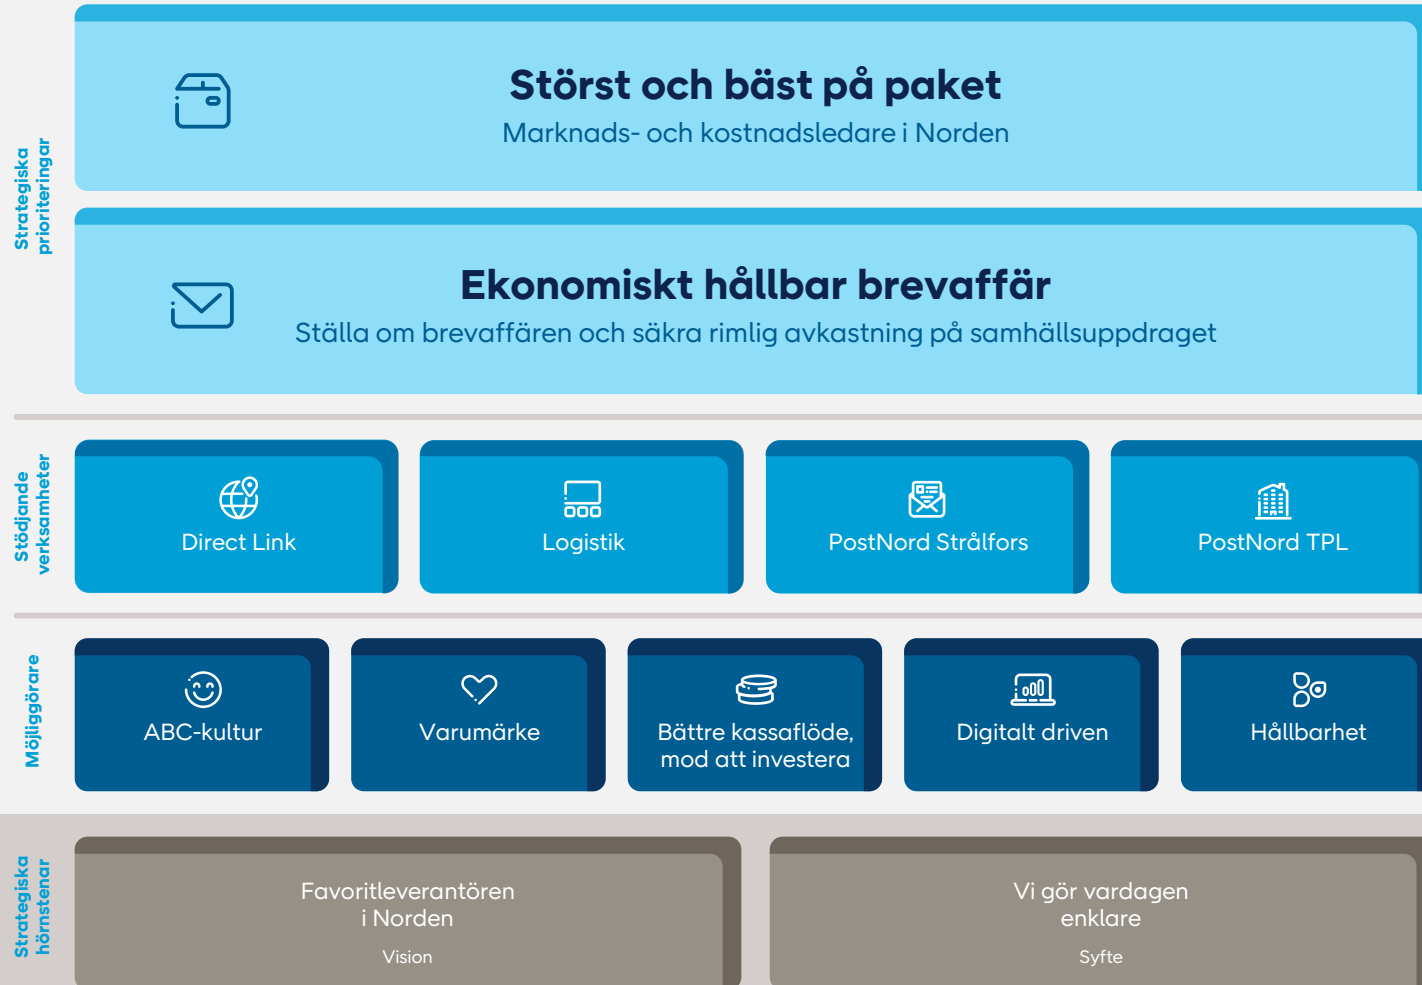 Strategiska
prioriteringar
Störst och bäst på paket
Marknads- och kostnadsledare i Norden
Ekonomiskt hållbar brevaffär
Ställa om brevaffären och säkra rimlig avkastning på samhällsuppdraget
Stödjande
verksamheter
Direct Link
Logistik
PostNord Strålfors
PostNord TPL
Möjliggörare
ABC-kultur
Varumärke
Bättre kassaflöde,
mod att investera
Digitalt driven
Hållbarhet
Strategiska
hörnstenar
Favoritleverantören
i Norden
Vision
Vi gör vardagen
enklare
Syfte